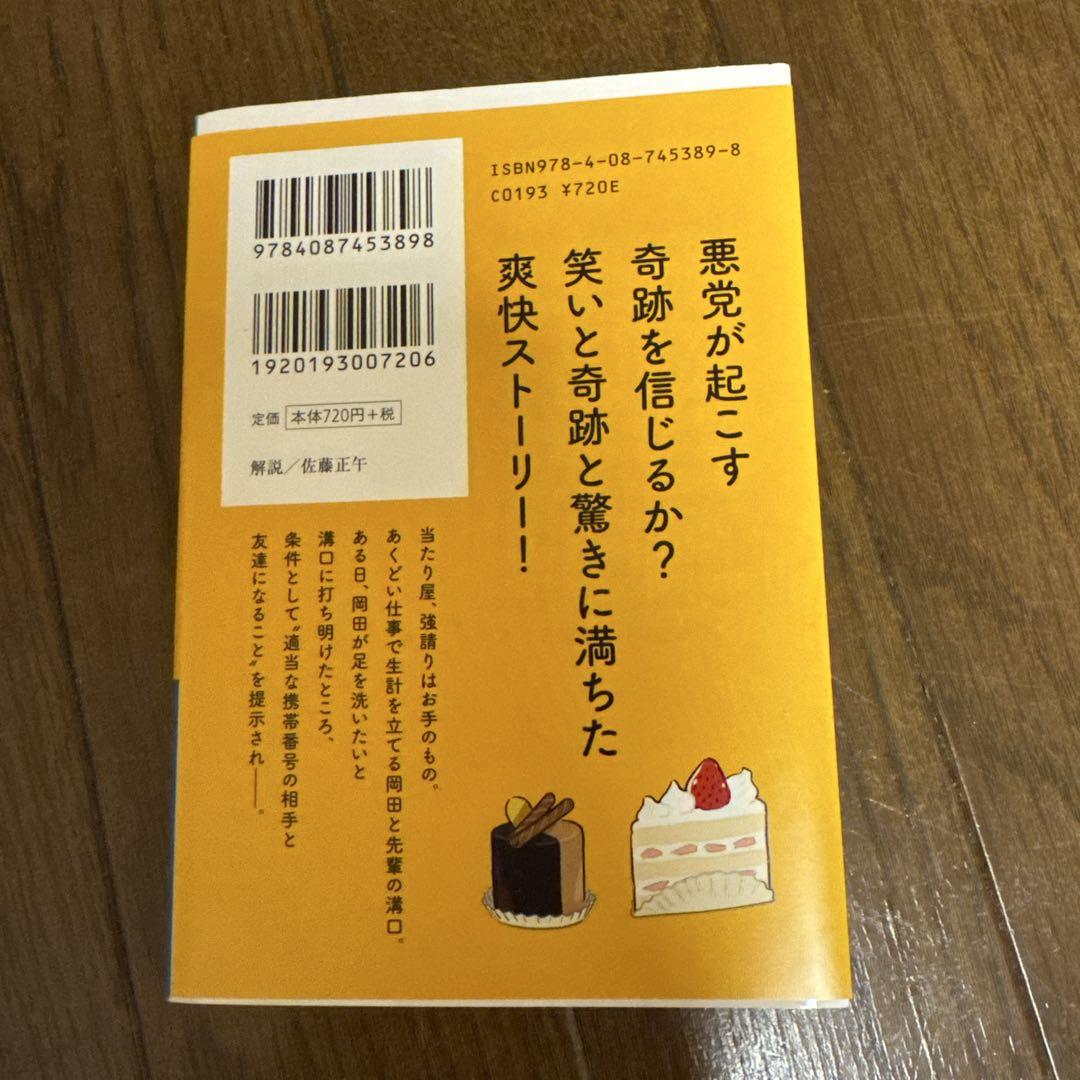 ISBN978-4-08-745389-8
C0193 ¥720E
9784087453898
1920193007206
定価 本体720円+税
解説/佐藤正午
悪党が起こす
奇跡を信じるか?
笑いと奇跡と驚きに満ちた
爽快ストーリー!
当たり屋、強請りはお手のもの。
あくどい仕事で生計を立てる岡田と先輩の溝口。
ある日、岡田が足を洗いたいと
溝口に打ち明けたところ、
条件として〝適当な携帯番号の相手と
友達になること〟を提示され——。